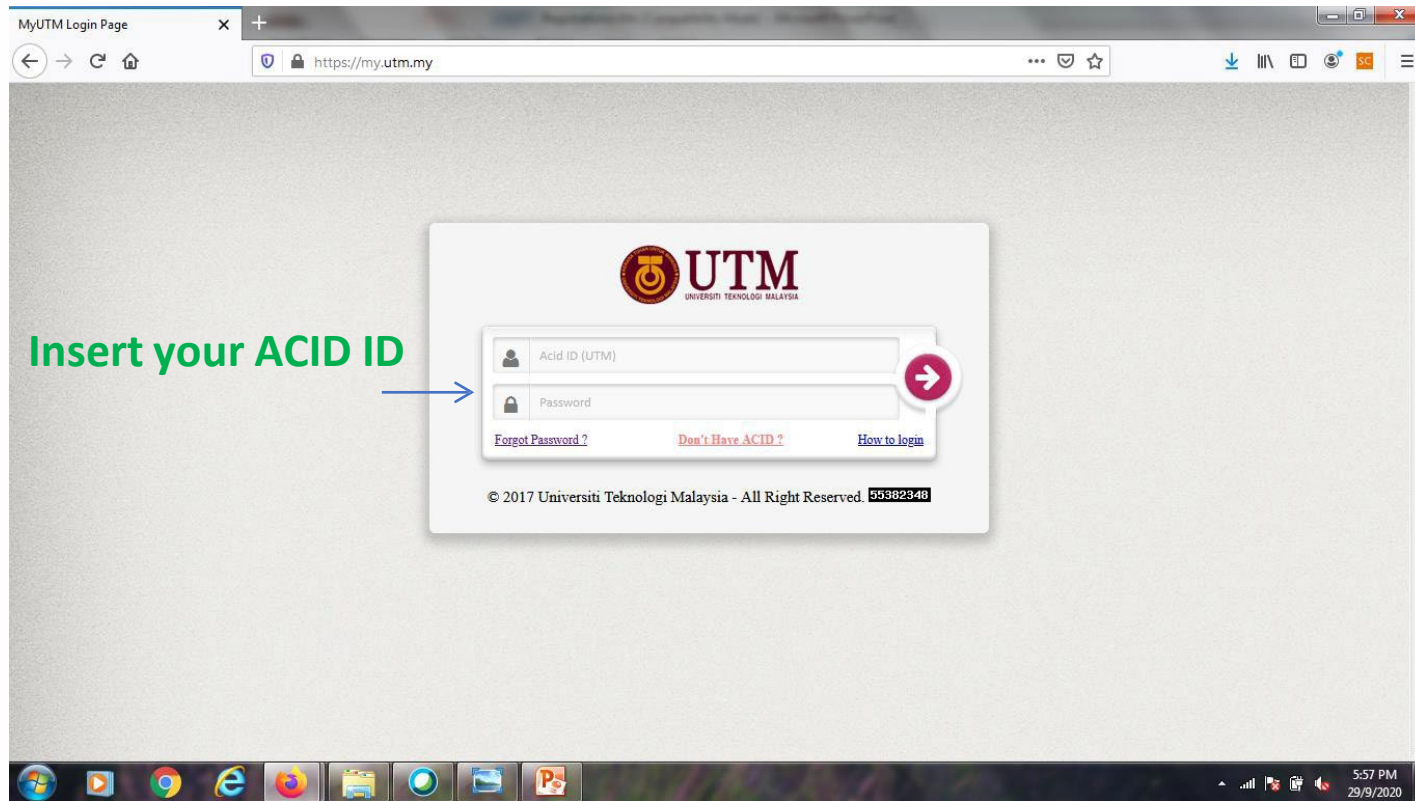 MyUTM Login Page
https://my.utm.my
SC
UTM
UNIVERSITI TEKNOLOGI MALAYSIA
Insert your ACID ID
Acid ID (UTM)
Password
Forgot Password ?
Don't Have ACID ?
How to login
© 2017 Universiti Teknologi Malaysia - All Right Reserved. 55382348
5:57 PM
29/9/2020